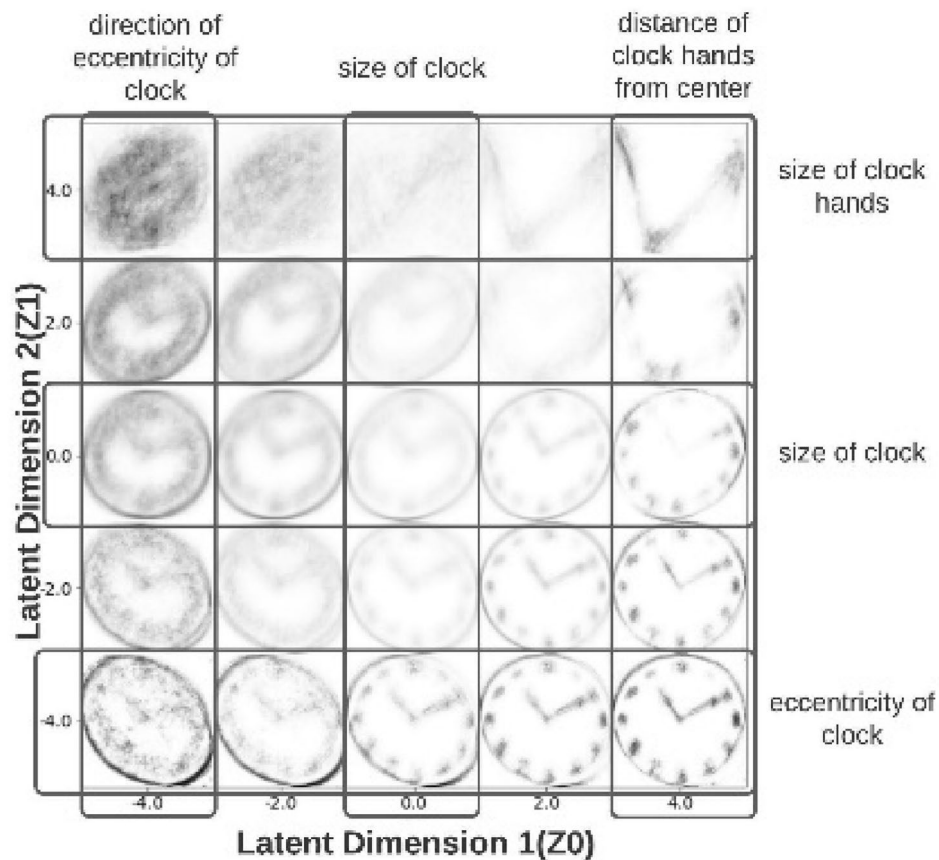 direction of
eccentricity of
clock
size of clock
distance of
clock hands
from center
size of clock
hands
size of clock
eccentricity of
clock
Latent Dimension 2(Z1)
4.0
2.0
0.0
-2.0
-4.0
-4.0
-2.0
0.0
2.0
4.0
Latent Dimension 1(Z0)